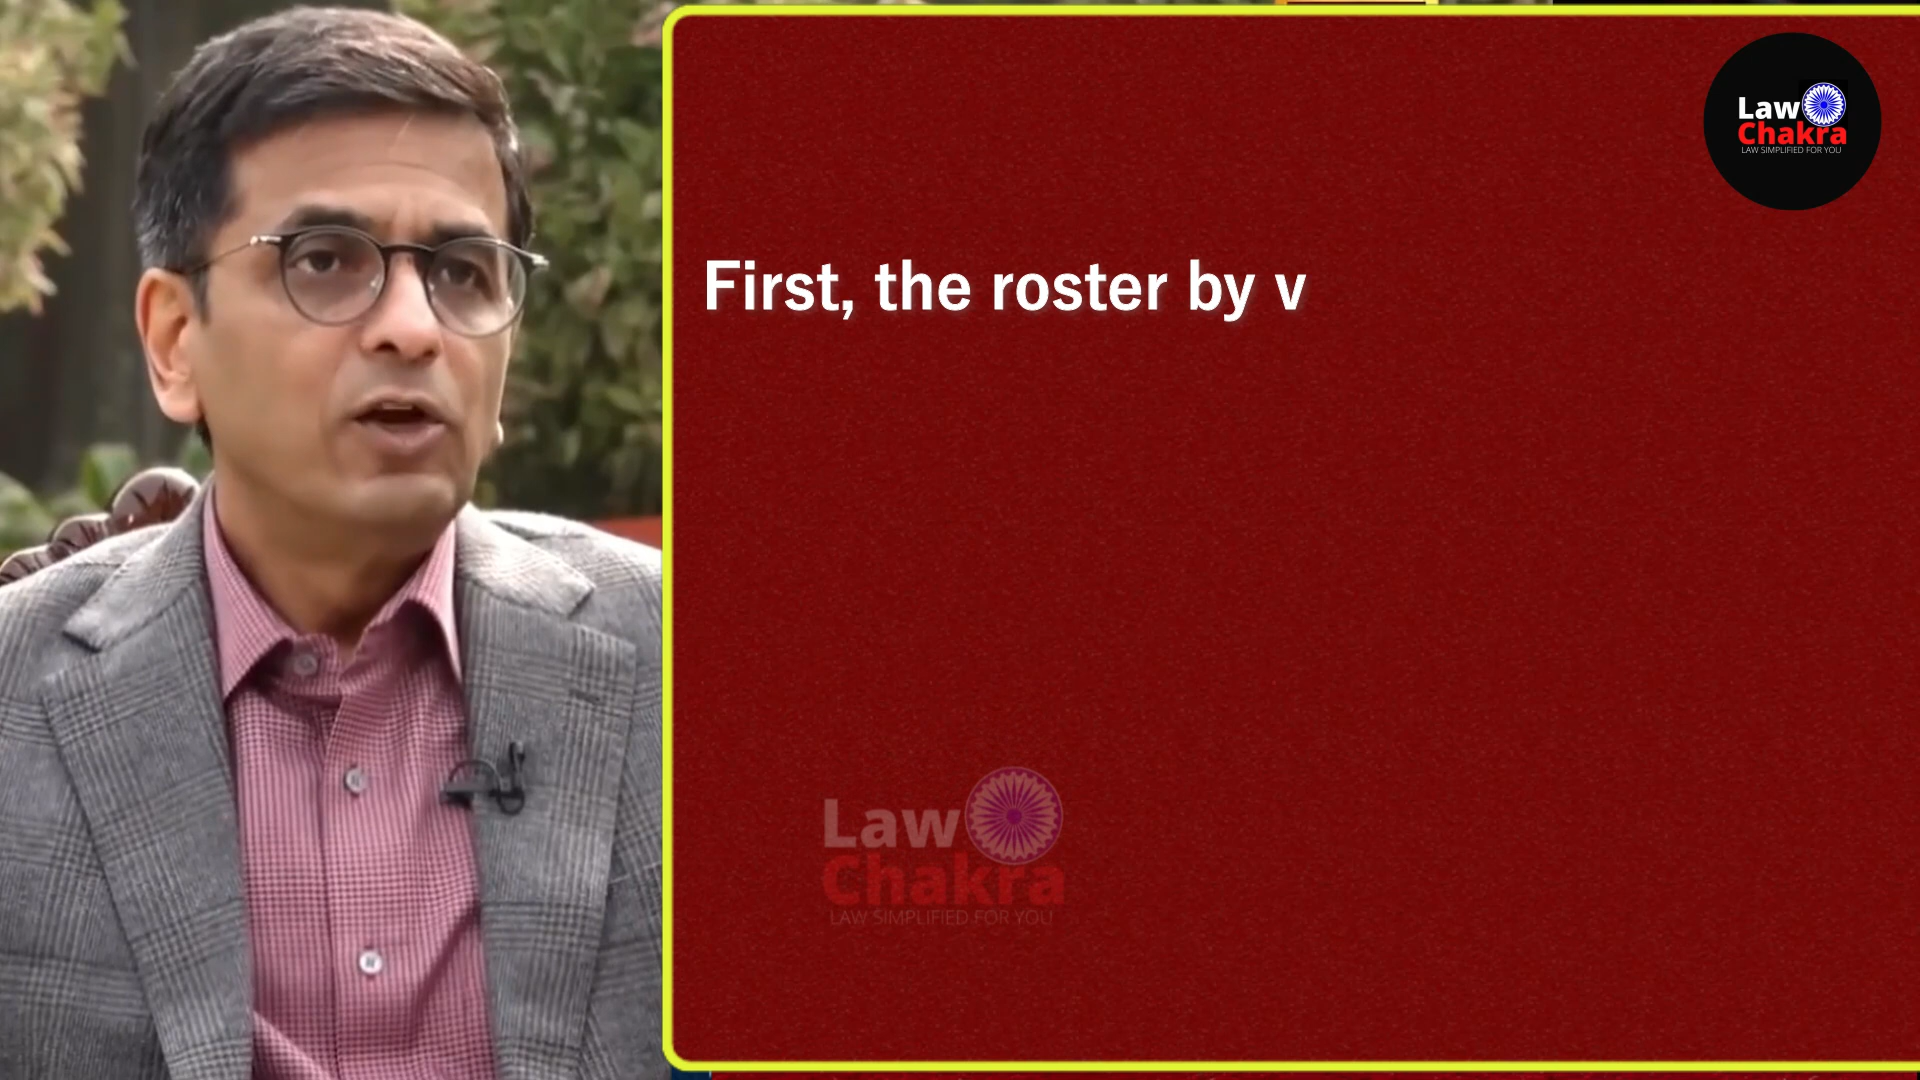 Law
Chakra
LAW SIMPLIFIED FOR YOU
First, the roster by v
Law
Chakra
LAW SIMPLIFIED FOR YOU